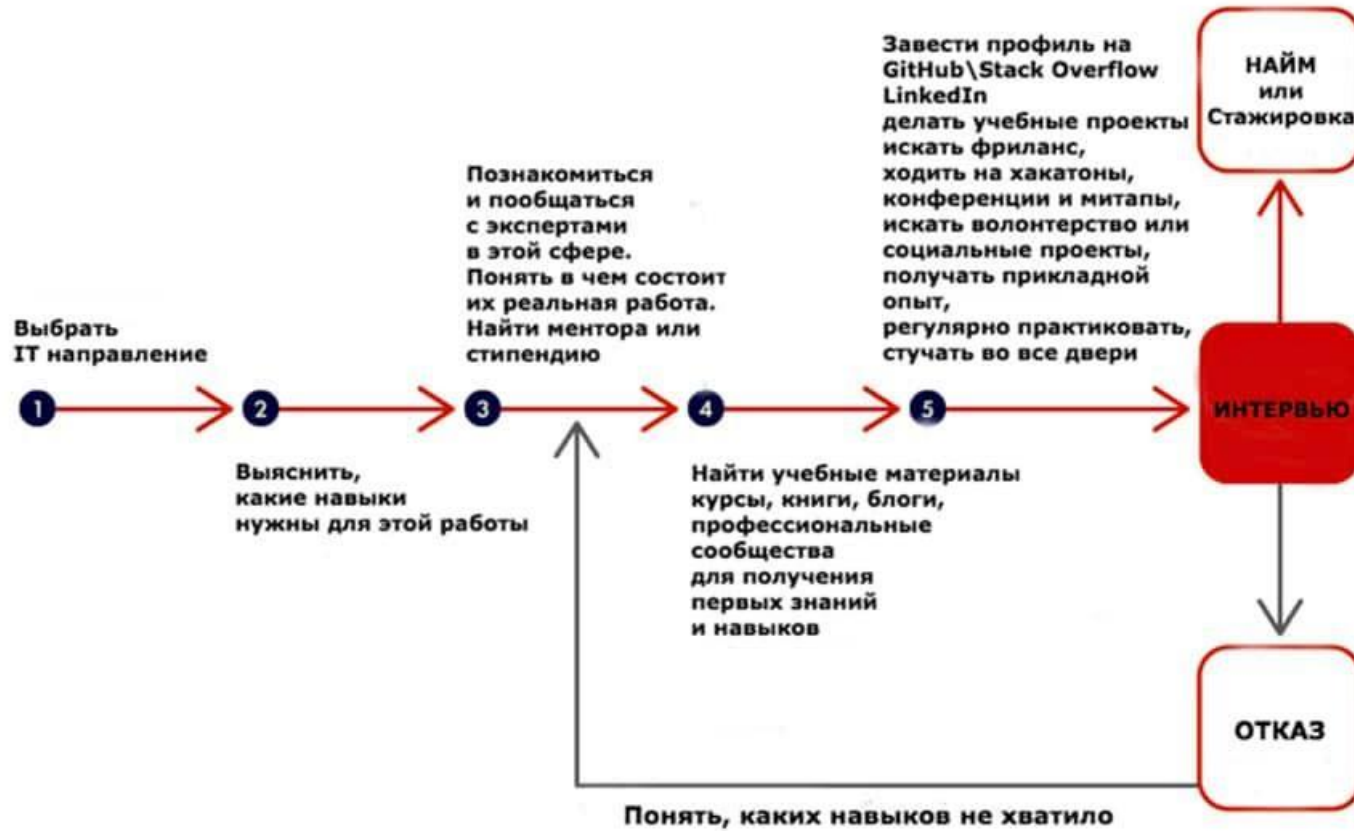 Выбрать
IT направление
1
2
Выяснить,
какие навыки
нужны для этой работы
Познакомиться
и пообщаться
с экспертами
в этой сфере.
Понять в чем состоит
их реальная работа.
Найти ментора или
стипендию
3
4
Найти учебные материалы
курсы, книги, блоги,
профессиональные
сообщества
для получения
первых знаний
и навыков
Завести профиль на
GitHub\Stack Overflow
LinkedIn
делать учебные проекты
искать фриланс,
ходить на хакатоны,
конференции и митапы,
искать волонтерство или
социальные проекты,
получать прикладной
опыт,
регулярно практиковать,
стучать во все двери
5
ИНТЕРВЬЮ
НАЙМ
или
Стажировка
ОТКАЗ
Понять, каких навыков не хватило